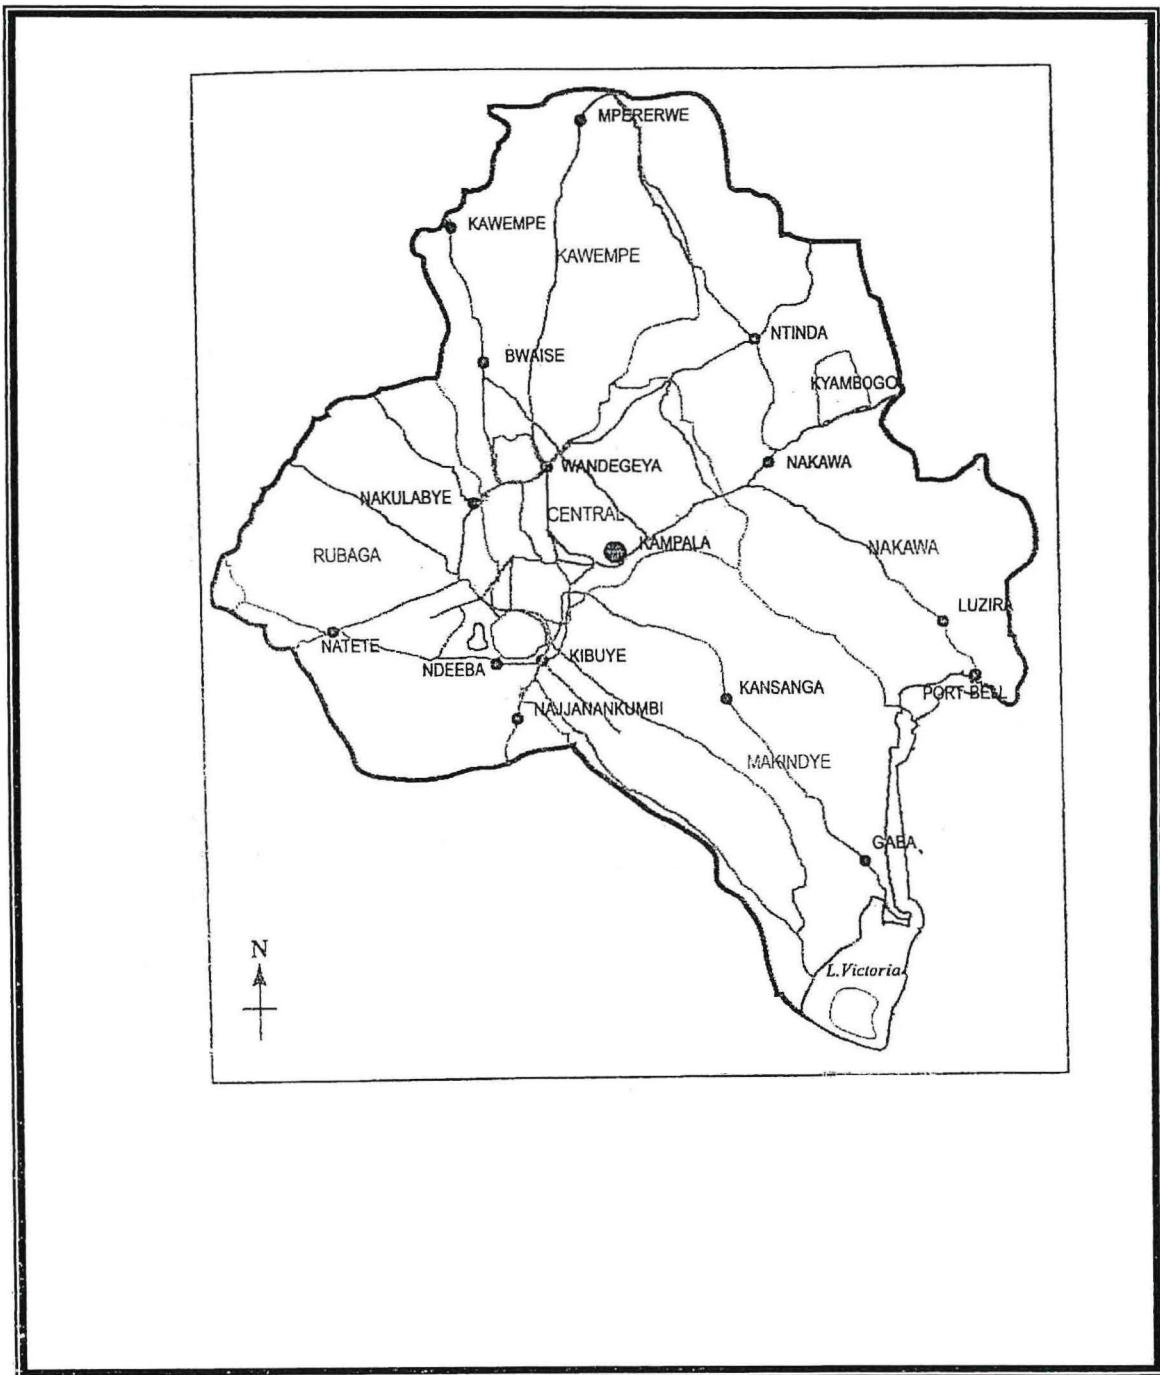 MPERERWE
KAWEMPE
KAWEMPE
NTINDA
BWAISE
KYAMBOGO
WANDEGEYA
NAKAWA
NAKULABYE
CENTRAL
KAMPALA
NAKAWA
RUBAGA
LUZIRA
NATETE
NDEEBA
KIBUYE
KANSANGA
PORT BELL
NAJJANANKUMBI
MAKINDYE
GABA
N
L.Victoria